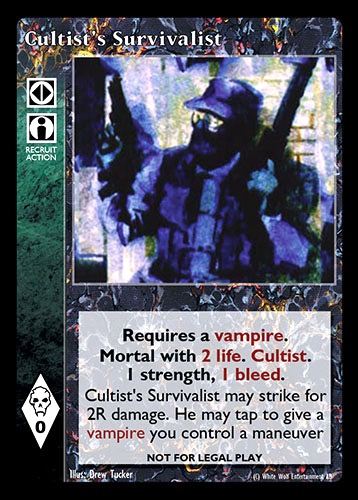 Cultist's Survivalist
RECRUIT
ACTION
Requires a vampire.
Mortal with 2 life. Cultist.
1 strength, 1 bleed.
Cultist's Survivalist may strike for
2R damage. He may tap to give a
vampire you control a maneuver
0
NOT FOR LEGAL PLAY
Illus: Drew Tucker
(C) White Wolf Entertainment AB